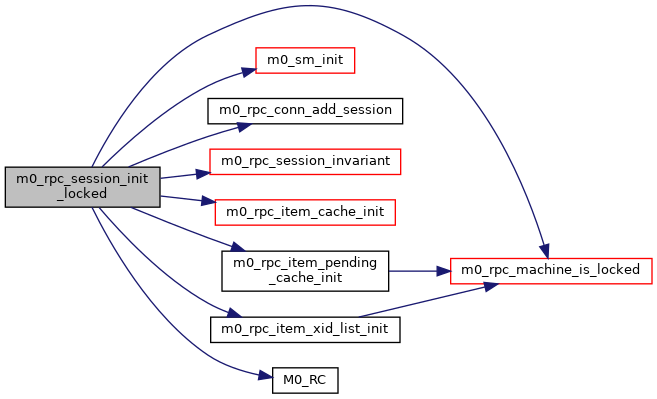 m0_sm_init
m0_rpc_conn_add_session
m0_rpc_session_invariant
m0_rpc_session_init
_locked
m0_rpc_item_cache_init
m0_rpc_item_pending
_cache_init
m0_rpc_machine_is_locked
m0_rpc_item_xid_list_init
M0_RC